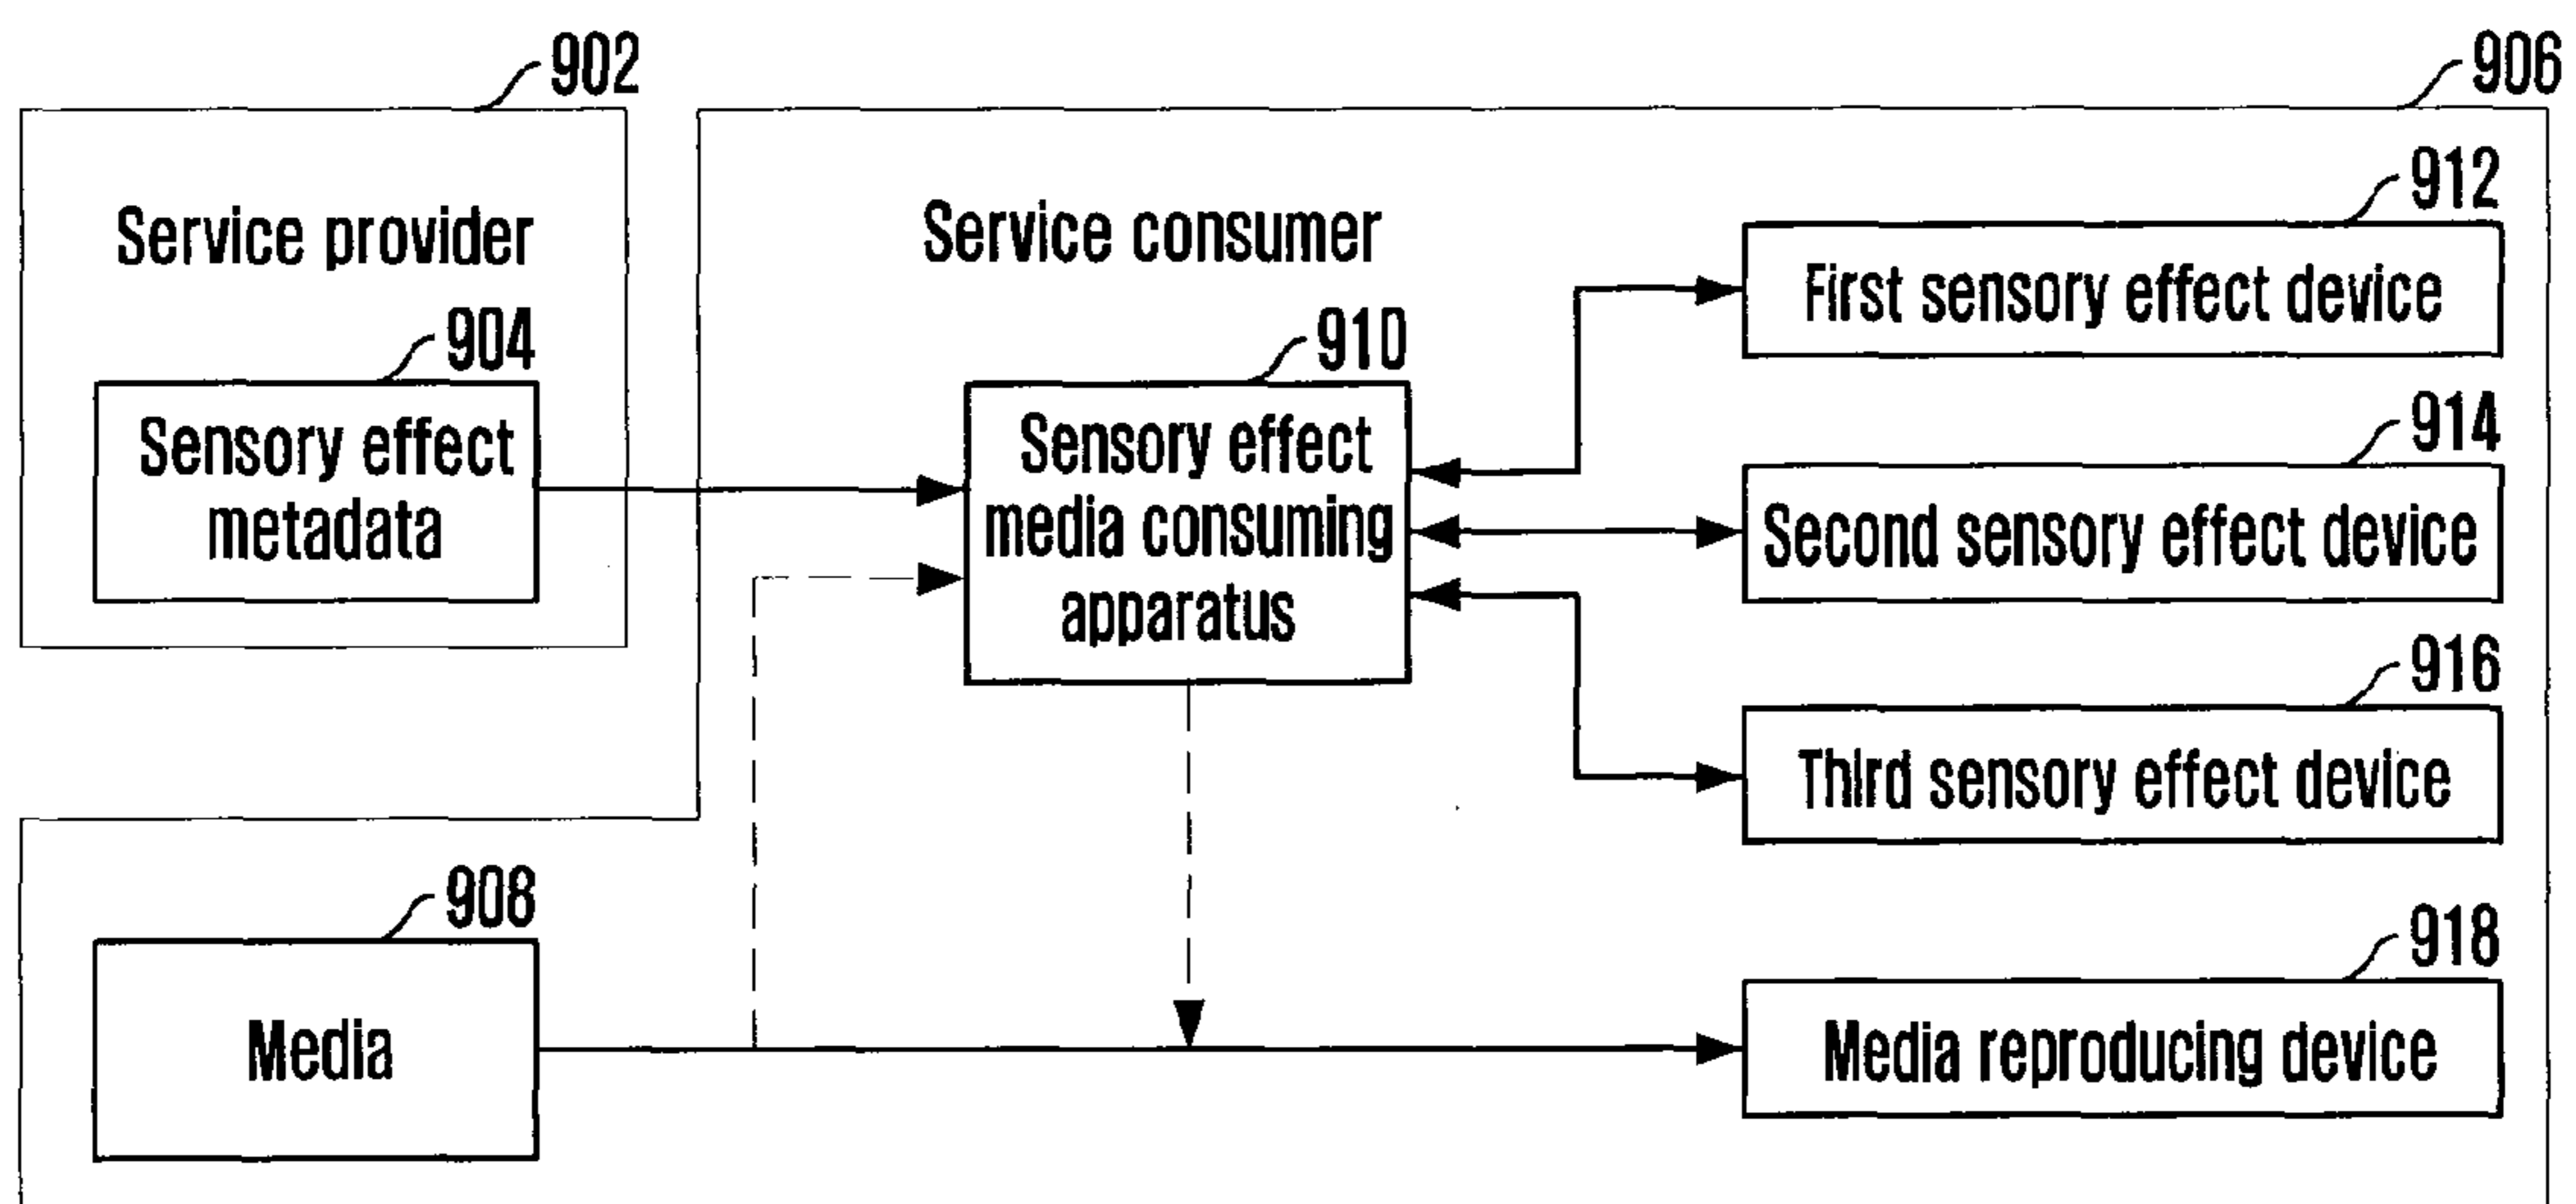 902
906
Service provider
Service consumer
912
First sensory effect device
904
Sensory effect
metadata
910
Sensory effect
media consuming
apparatus
914
Second sensory effect device
916
Third sensory effect device
908
Media
918
Media reproducing device